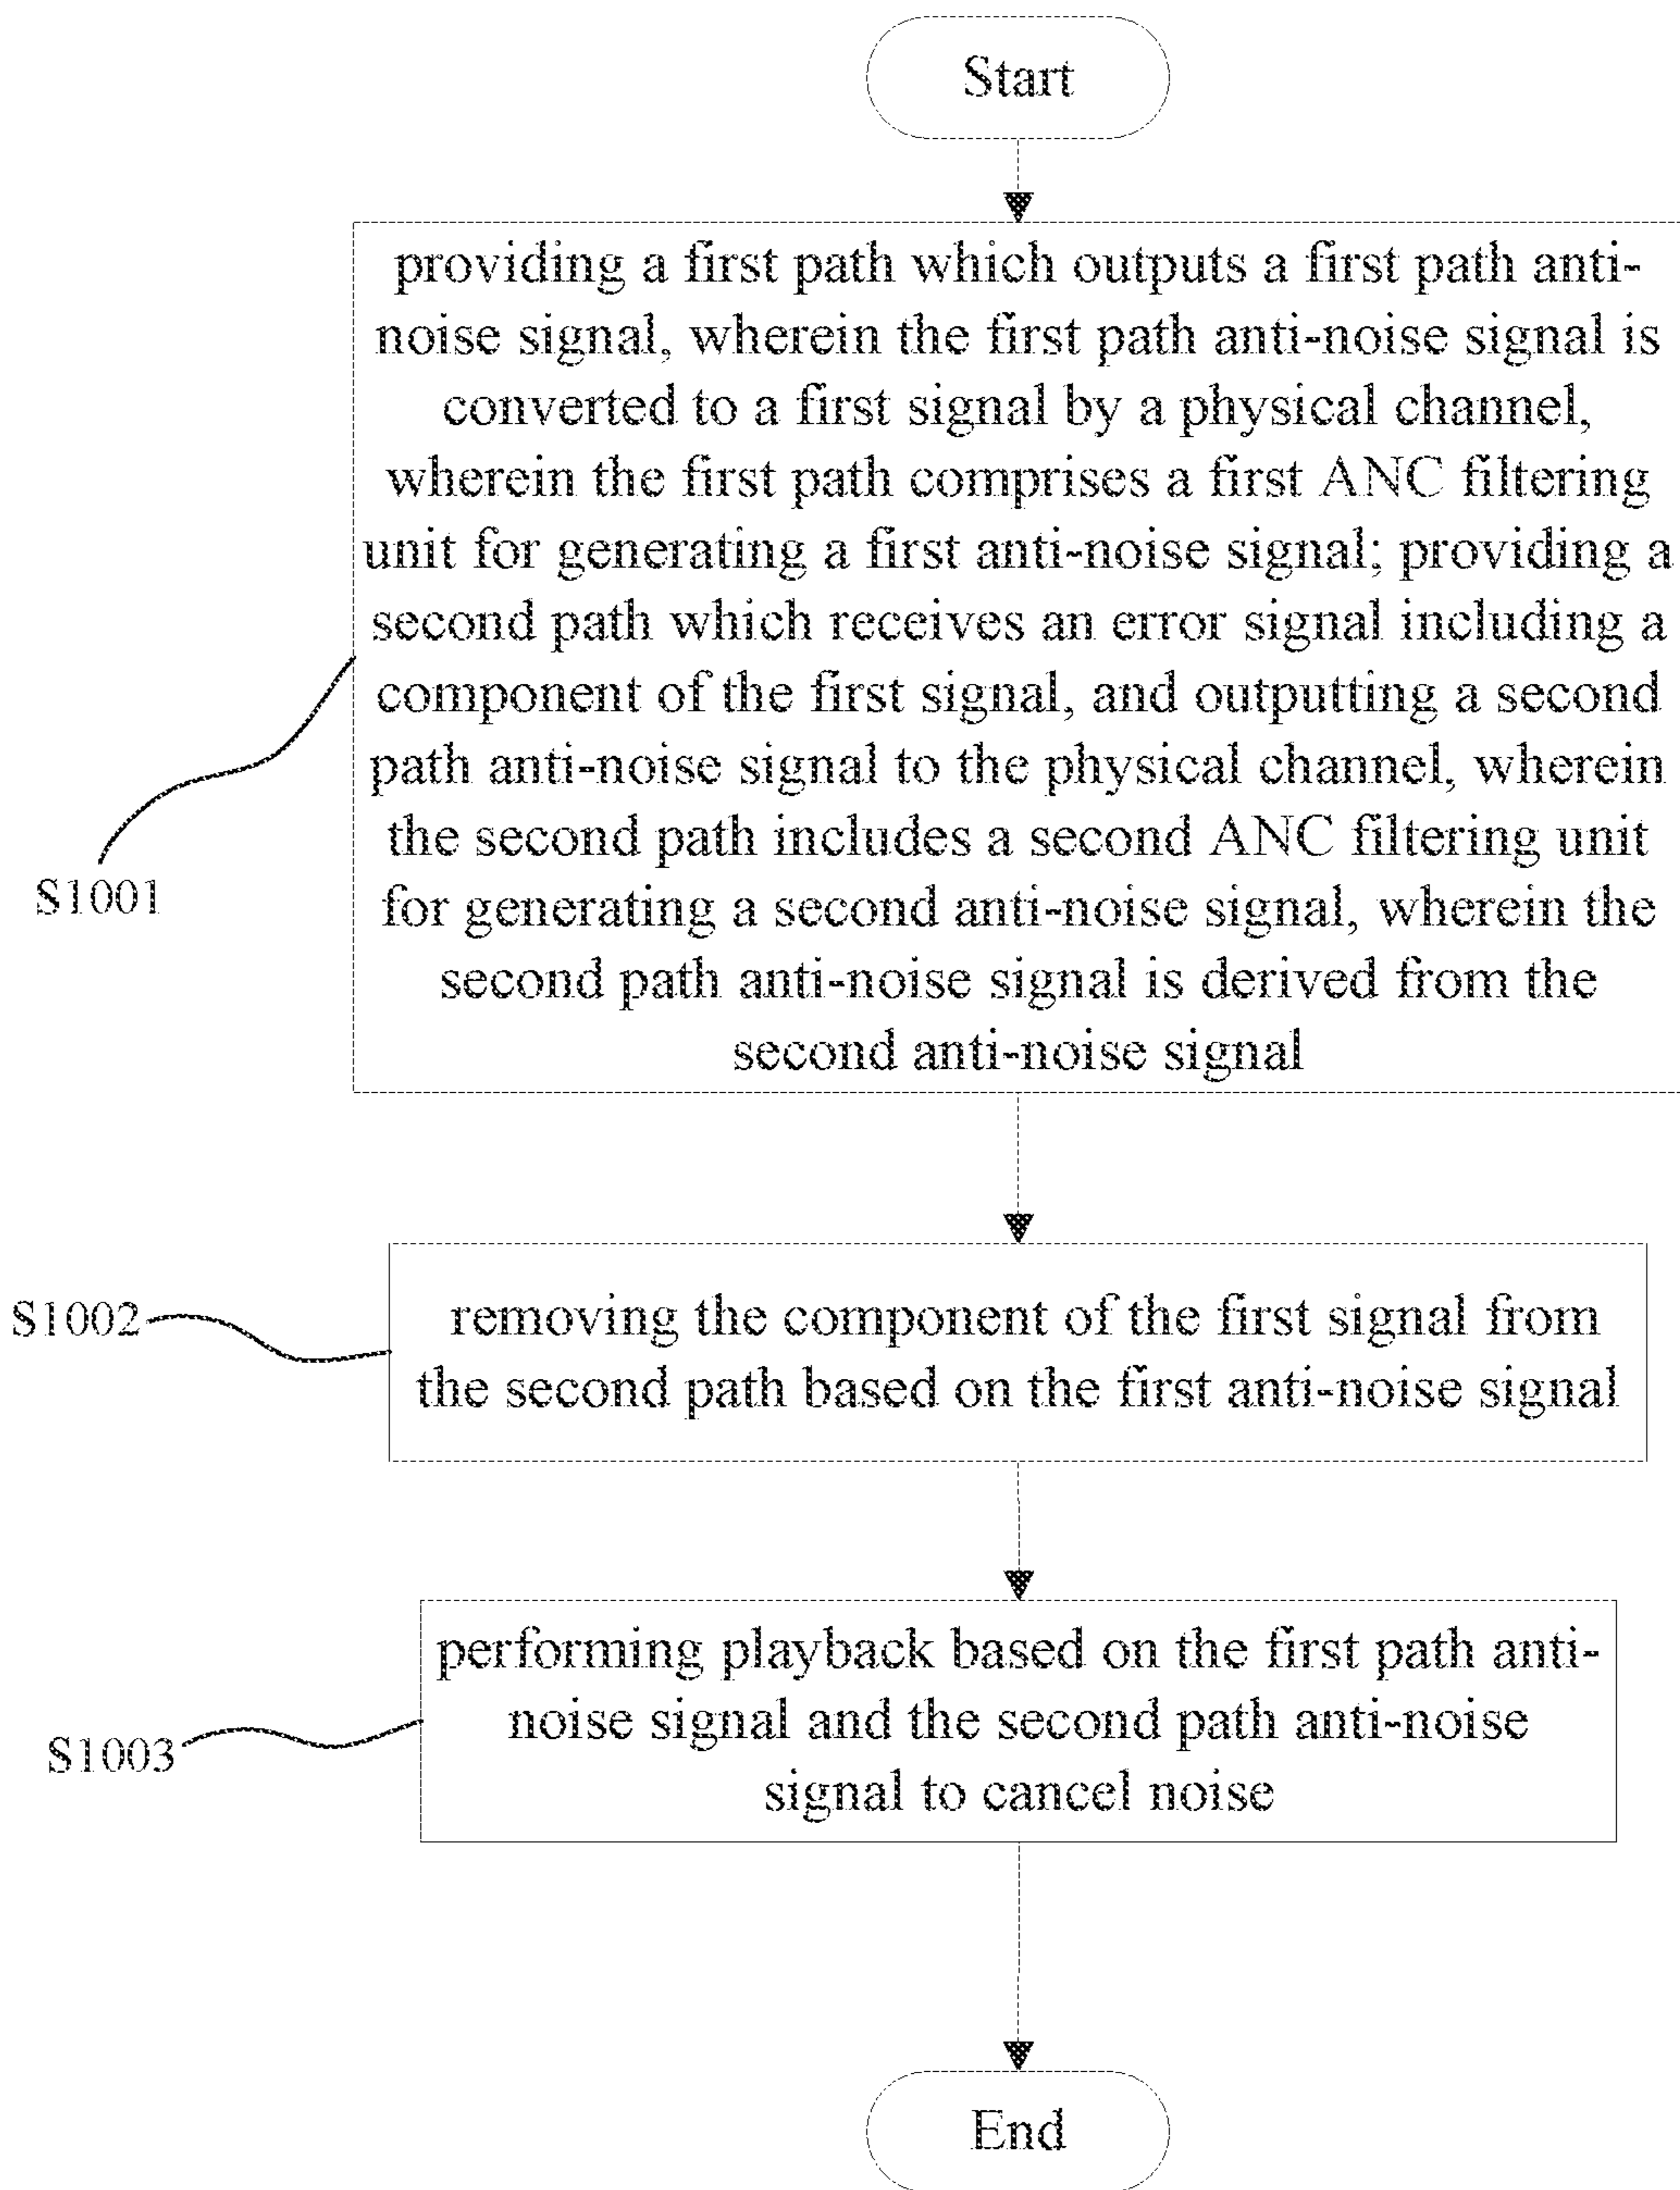 Start
providing a first path which outputs a first path anti-
noise signal, wherein the first path anti-noise signal is
converted to a first signal by a physical channel,
wherein the first path comprises a first ANC filtering
unit for generating a first anti-noise signal; providing a
second path which receives an error signal including a
component of the first signal, and outputting a second
path anti-noise signal to the physical channel, wherein
the second path includes a second ANC filtering unit
for generating a second anti-noise signal, wherein the
second path anti-noise signal is derived from the
second anti-noise signal
S1001
removing the component of the first signal from
the second path based on the first anti-noise signal
S1002
performing playback based on the first path anti-
noise signal and the second path anti-noise
signal to cancel noise
S1003
End